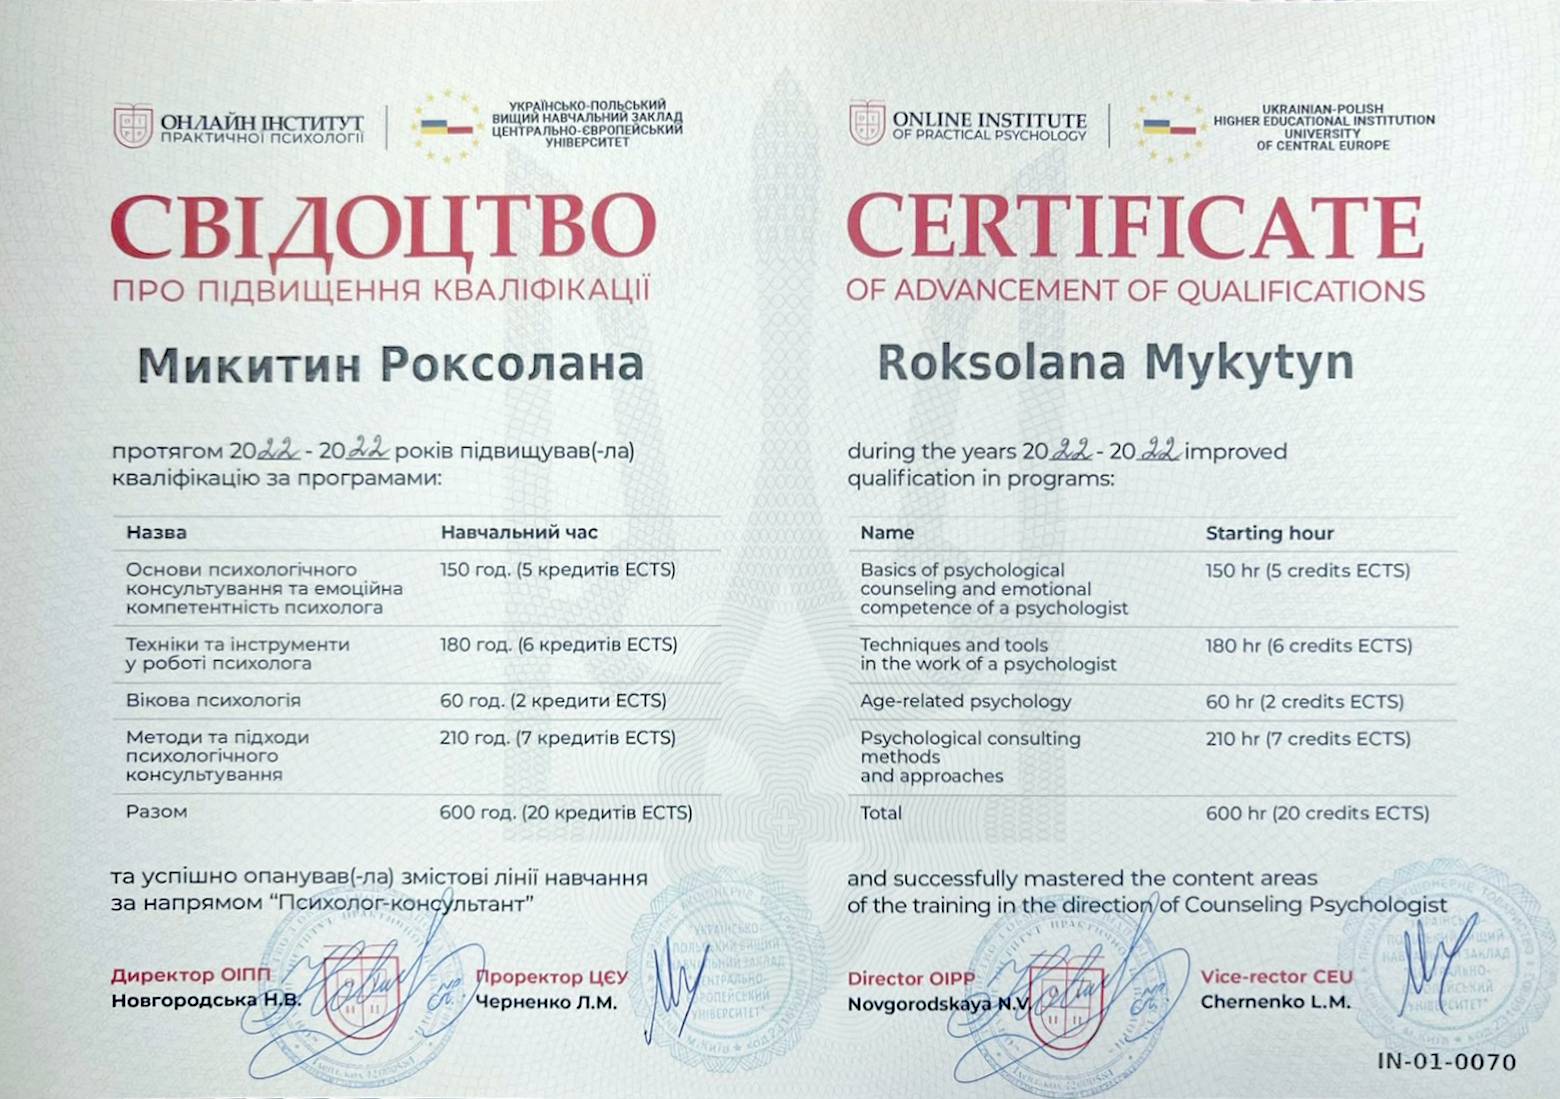 ОНЛАЙН ІНСТИТУТ
ПРАКТИЧНОЇ ПСИХОЛОГІЇ
УКРАЇНСЬКО-ПОЛЬСЬКИЙ
ВИЩИЙ НАВЧАЛЬНИЙ ЗАКЛАД
ЦЕНТРАЛЬНО-ЄВРОПЕЙСЬКИЙ
УНІВЕРСИТЕТ
СВІДОЦТВО
ПРО ПІДВИЩЕННЯ КВАЛІФІКАЦІЇ
Микитин Роксолана
протягом 2022 - 2022 років підвищував(-ла)
кваліфікацію за програмами:
Назва Навчальний час
Основи психологічного 150 год. (5 кредитів ECTS)
консультування та емоційна
компетентність психолога
Техніки та інструменти 180 год. (6 кредитів ECTS)
у роботі психолога
Вікова психологія 60 год. (2 кредити ECTS)
Методи та підходи 210 год. (7 кредитів ECTS)
психологічного
консультування
Разом 600 год. (20 кредитів ECTS)
та успішно опанував(-ла) змістові лінії навчання
за напрямом “Психолог-консультант”
Директор ОІПП
Новгородська Н.В.
Проректор ЦЄУ
Черненко Л.М.
ONLINE INSTITUTE
OF PRACTICAL PSYCHOLOGY
UKRAINIAN-POLISH
HIGHER EDUCATIONAL INSTITUTION
UNIVERSITY
OF CENTRAL EUROPE
CERTIFICATE
OF ADVANCEMENT OF QUALIFICATIONS
Roksolana Mykytyn
during the years 2022 - 2022 improved
qualification in programs:
Name Starting hour
Basics of psychological 150 hr (5 credits ECTS)
counseling and emotional
competence of a psychologist
Techniques and tools 180 hr (6 credits ECTS)
in the work of a psychologist
Age-related psychology 60 hr (2 credits ECTS)
Psychological consulting 210 hr (7 credits ECTS)
methods
and approaches
Total 600 hr (20 credits ECTS)
and successfully mastered the content areas
of the training in the direction of Counseling Psychologist
Director OIPP
Novgorodskaya N.V.
Vice-rector CEU
Chernenko L.M.
IN-01-0070